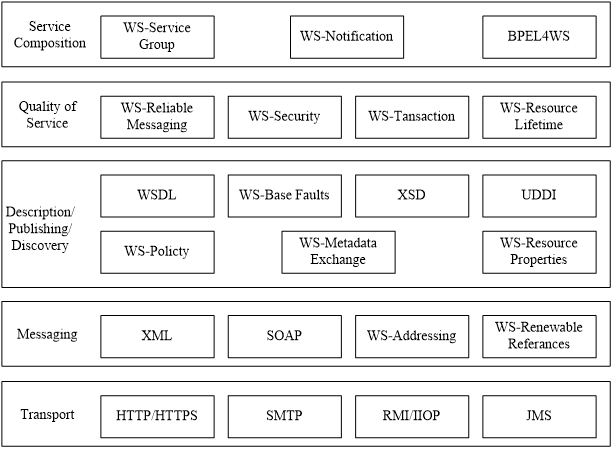 Service
Composition
WS-Service
Group
WS-Notification
BPEL4WS
Quality of
Service
WS-Reliable
Messaging
WS-Security
WS-Tansaction
WS-Resource
Lifetime
Description/
Publishing/
Discovery
WSDL
WS-Base Faults
XSD
UDDI
WS-Policty
WS-Metadata
Exchange
WS-Resource
Properties
Messaging
XML
SOAP
WS-Addressing
WS-Renewable
Referances
Transport
HTTP/HTTPS
SMTP
RMI/IIOP
JMS